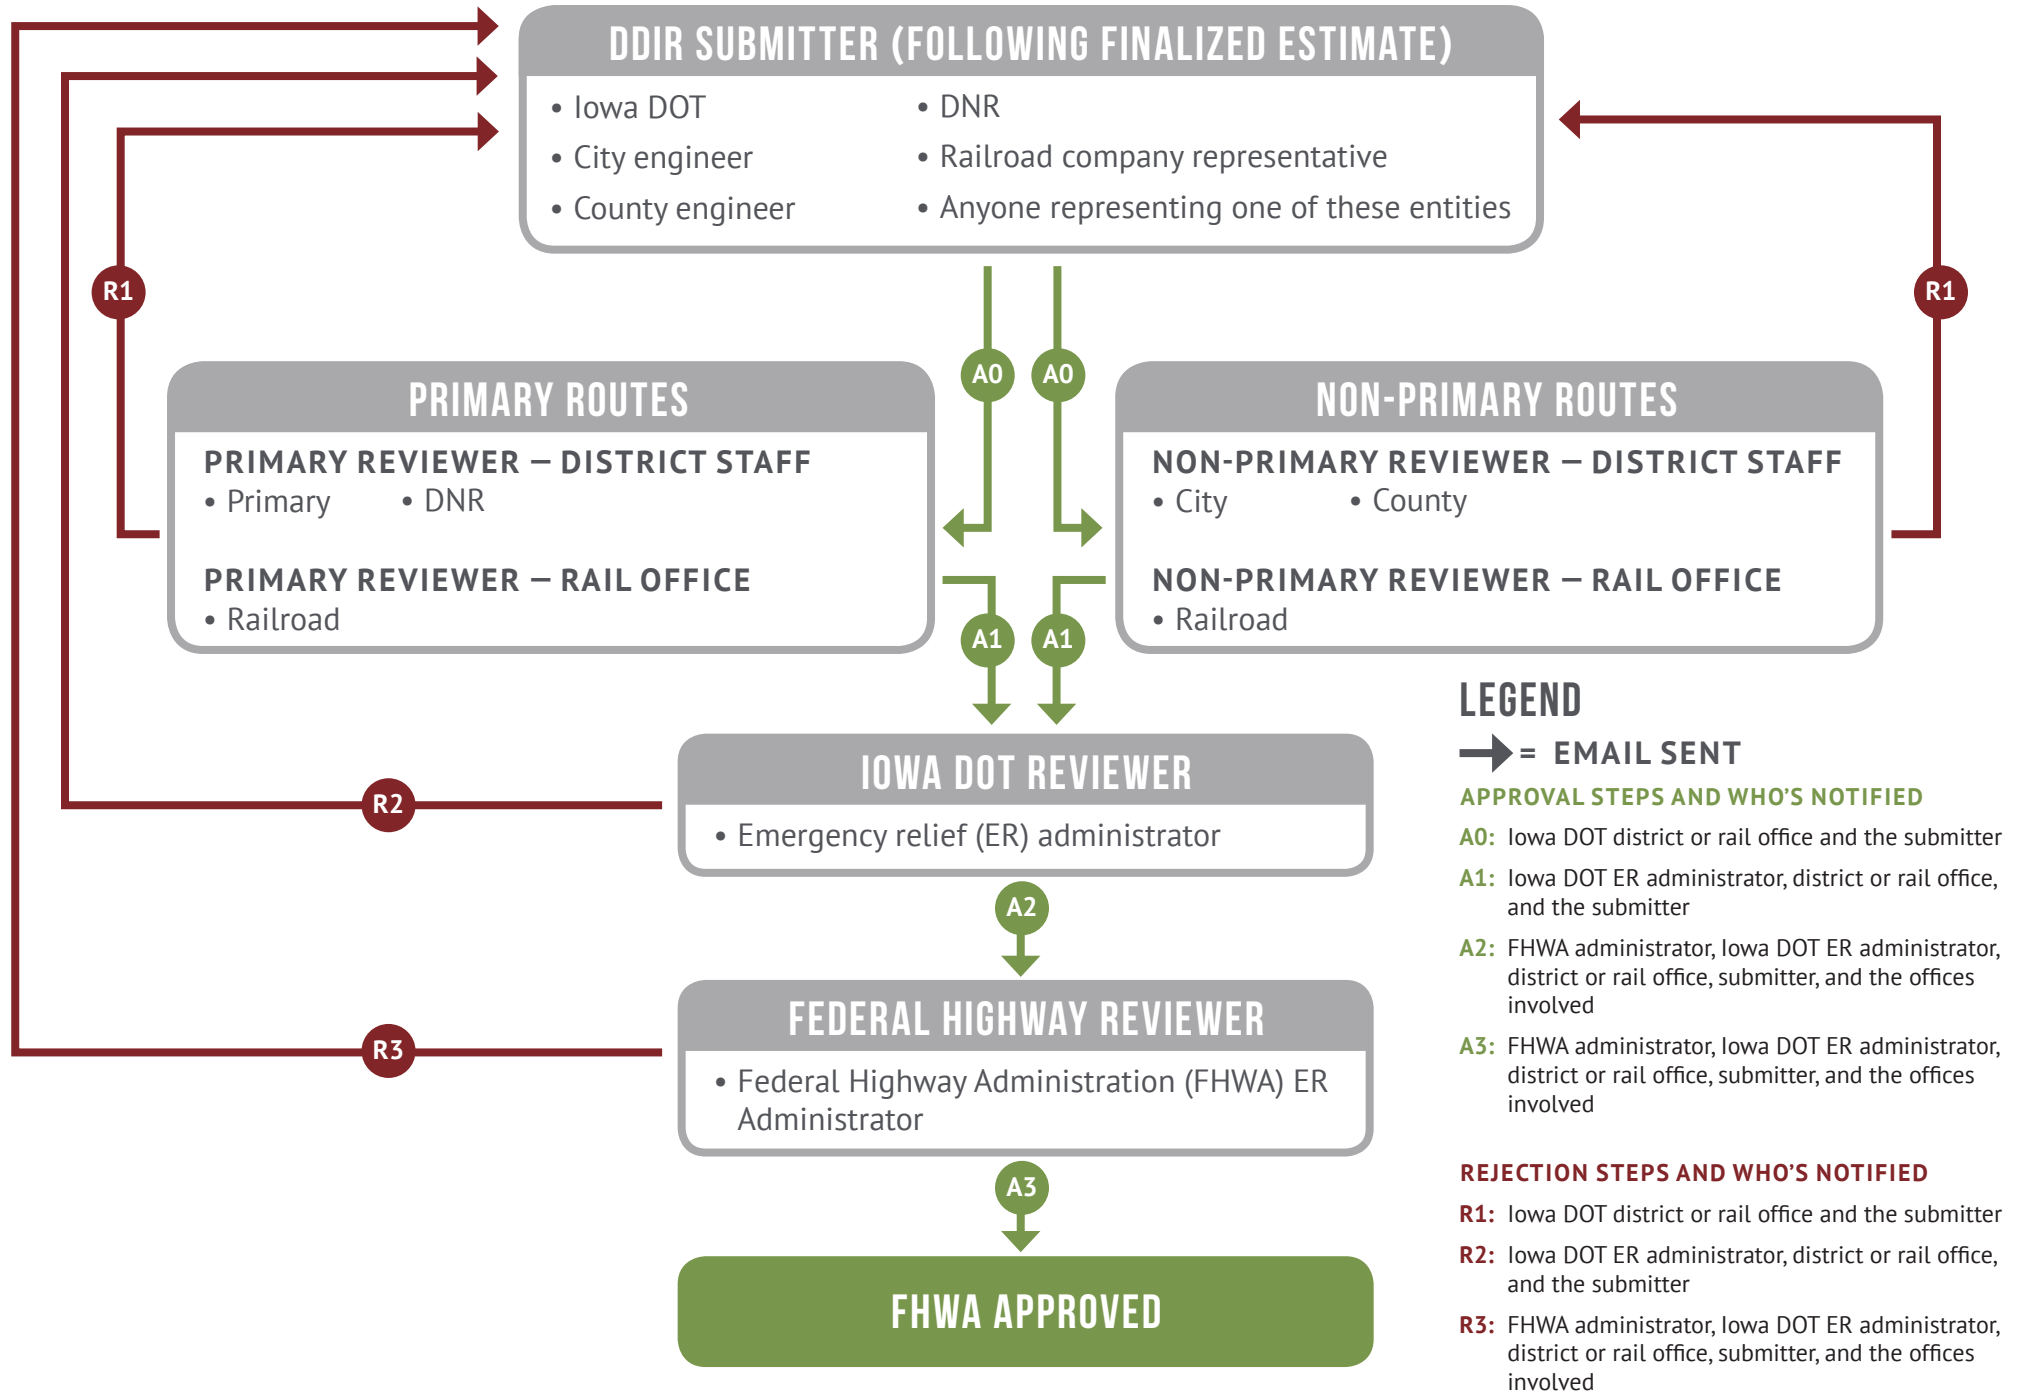 DDIR SUBMITTER (FOLLOWING FINALIZED ESTIMATE)
• Iowa DOT
• City engineer
• County engineer
• DNR
• Railroad company representative
• Anyone representing one of these entities
R1
A0
A0
R1
PRIMARY ROUTES
PRIMARY REVIEWER – DISTRICT STAFF
• Primary • DNR
PRIMARY REVIEWER – RAIL OFFICE
• Railroad
NON-PRIMARY ROUTES
NON-PRIMARY REVIEWER – DISTRICT STAFF
• City • County
NON-PRIMARY REVIEWER – RAIL OFFICE
• Railroad
A1
A1
IOWA DOT REVIEWER
• Emergency relief (ER) administrator
R2
A2
FEDERAL HIGHWAY REVIEWER
• Federal Highway Administration (FHWA) ER
Administrator
R3
A3
FHWA APPROVED
LEGEND
= EMAIL SENT
APPROVAL STEPS AND WHO'S NOTIFIED
A0: Iowa DOT district or rail office and the submitter
A1: Iowa DOT ER administrator, district or rail office,
and the submitter
A2: FHWA administrator, Iowa DOT ER administrator,
district or rail office, submitter, and the offices
involved
A3: FHWA administrator, Iowa DOT ER administrator,
district or rail office, submitter, and the offices
involved
REJECTION STEPS AND WHO'S NOTIFIED
R1: Iowa DOT district or rail office and the submitter
R2: Iowa DOT ER administrator, district or rail office,
and the submitter
R3: FHWA administrator, Iowa DOT ER administrator,
district or rail office, submitter, and the offices
involved